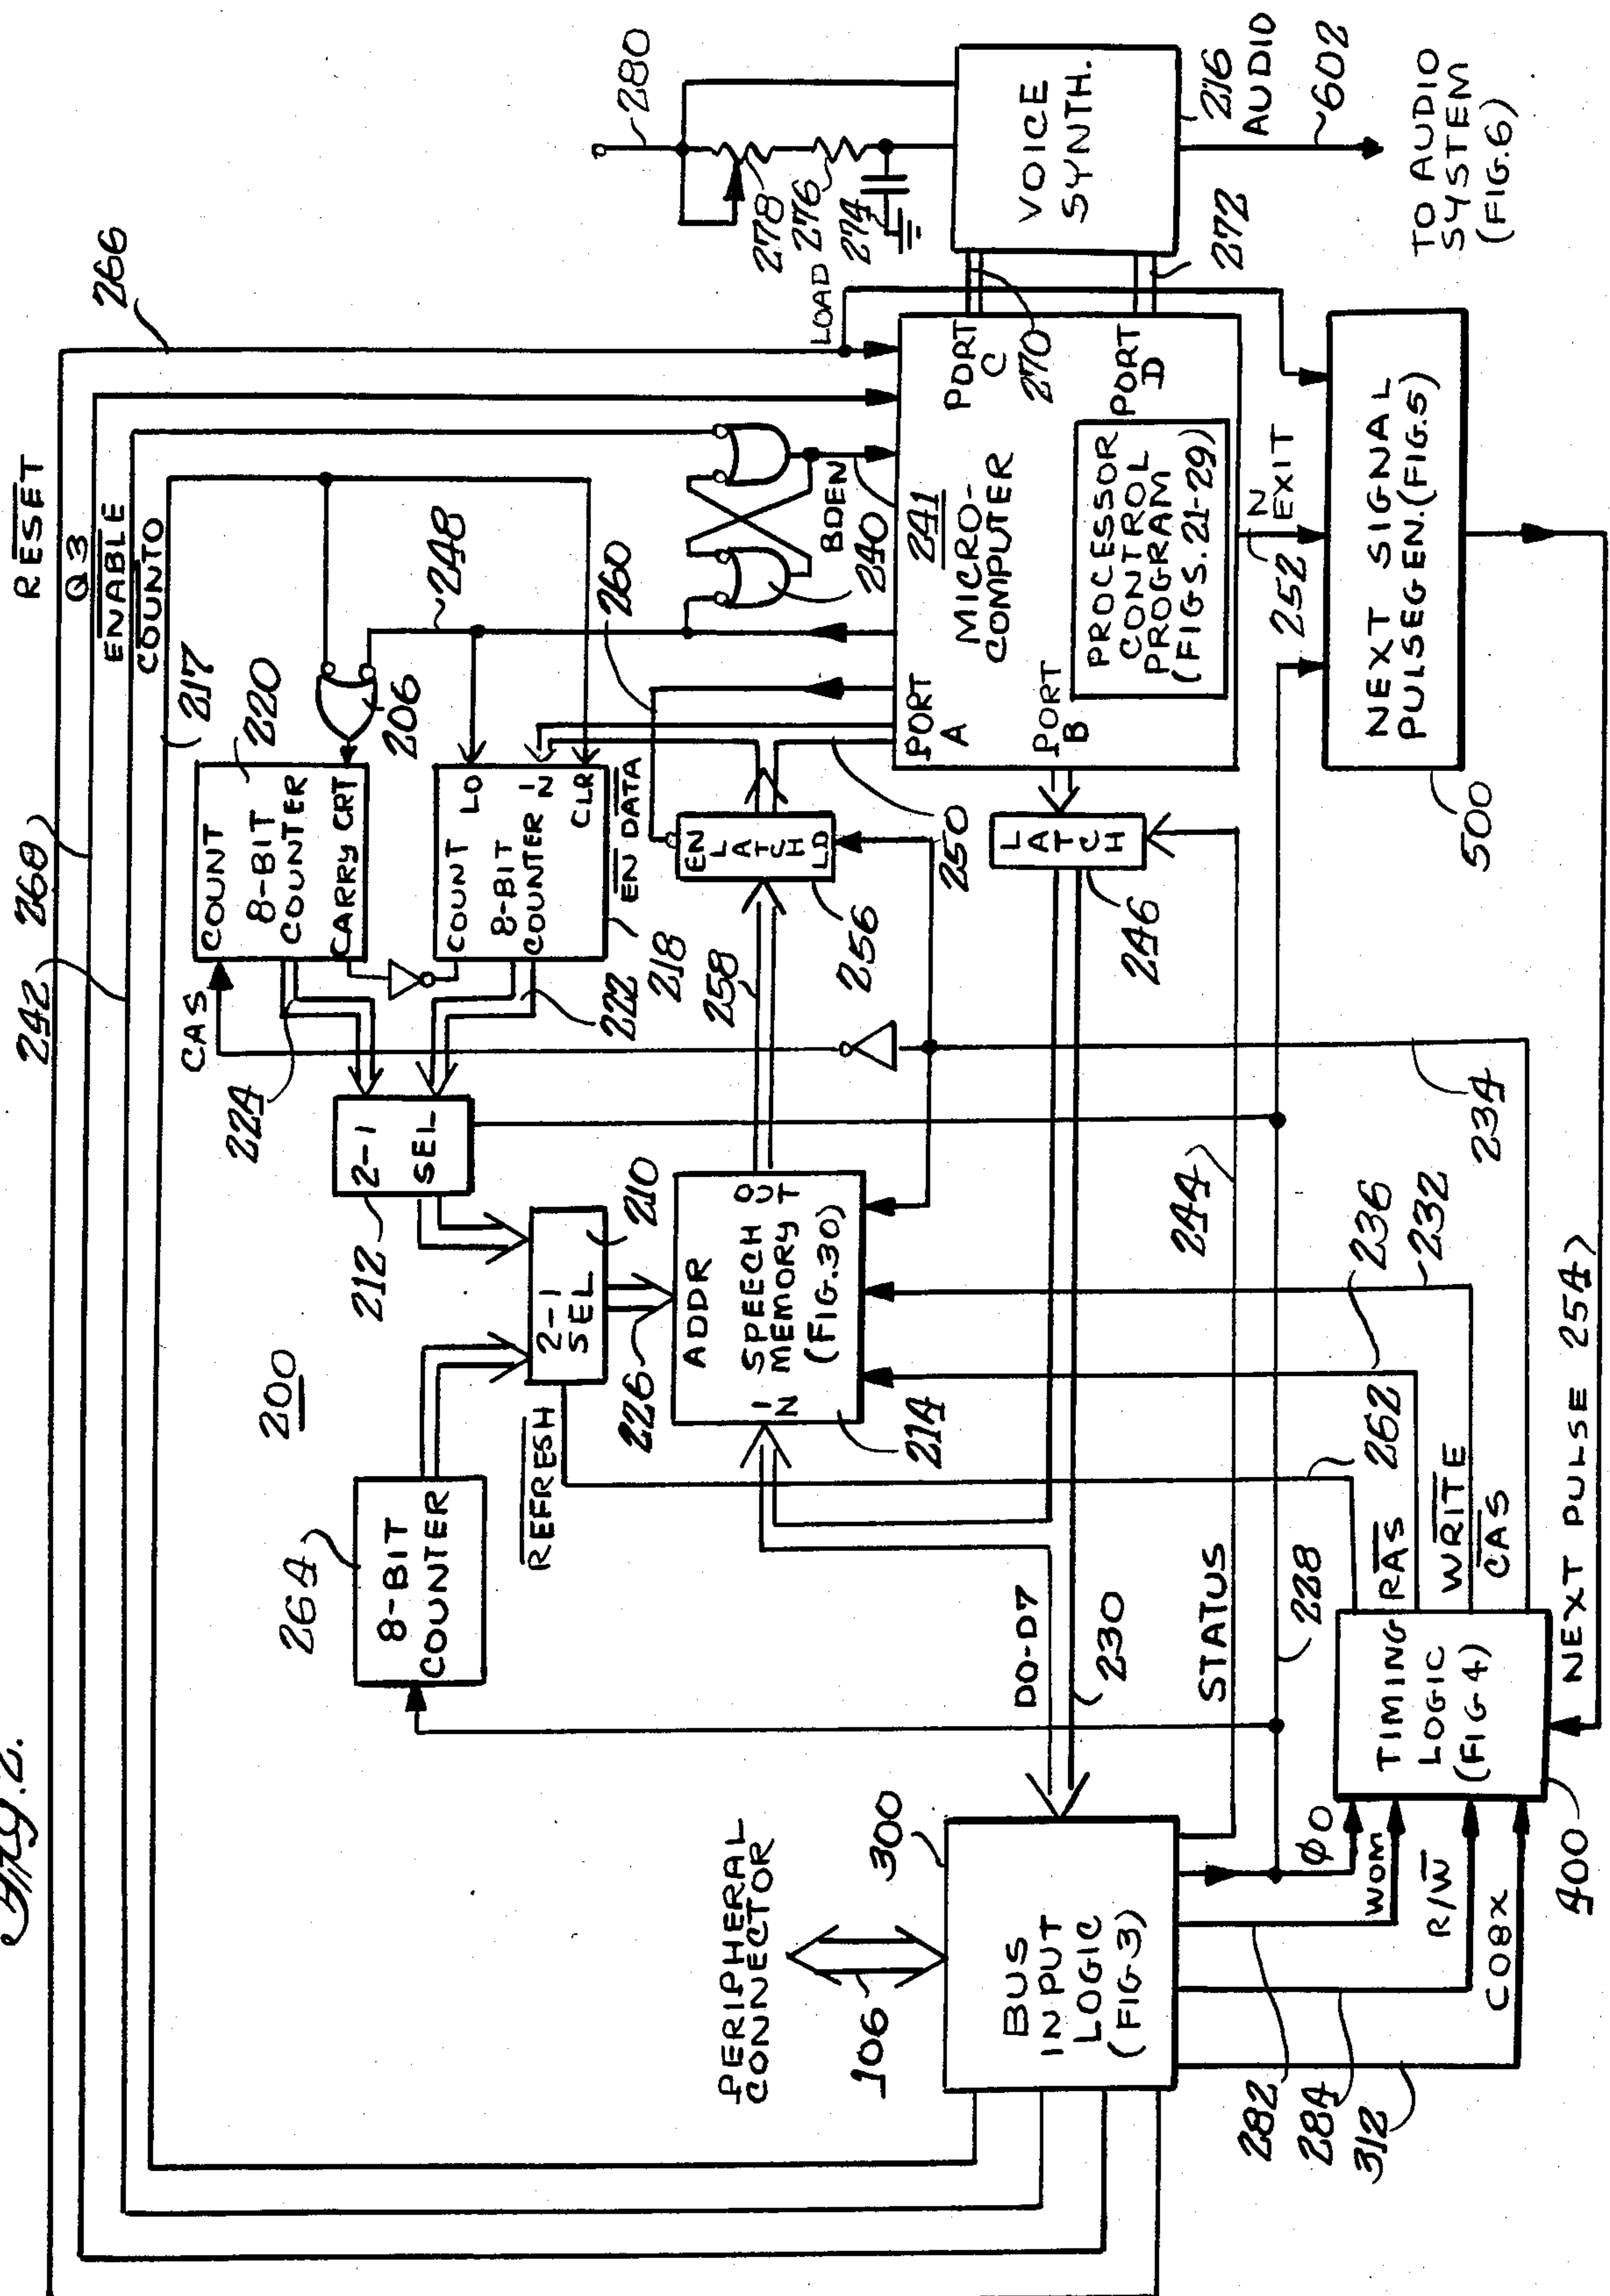 Fig. 2.
242
268
266
RESET
Q3
ENABLE
COUNTO
217
200
264
8-BIT
COUNTER
REFRESH
212
2-1
SEL
224
CAS
COUNT
8-BIT
COUNTER
CARRY CRT
220
206
248
COUNT
LO
8-BIT
COUNTER
IN
CLR
EN DATA
218
222
260
280
278
276
274
LOAD
2-1
SEL
210
226
ADDR
IN
SPEECH
MEMORY
(FIG.30)
OUT
214
258
EN
LATCH
LD
256
250
BDEN
240
PORT
A
241
MICRO-
COMPUTER
PORT
B
PORT
C
270
PORT
D
PROCESSOR
CONTROL
PROGRAM
(FIGS.21-29)
VOICE
SYNTH.
216
AUDIO
602
272
TO AUDIO
SYSTEM
(FIG.6)
LATCH
246
PERIPHERAL
CONNECTOR
106
300
BUS
INPUT
LOGIC
(FIG.3)
D0-D7
230
STATUS
244
228
262
236
232
234
252
EXIT
NEXT SIGNAL
PULSE GEN.(FIG.5)
500
282
284
312
Φ0
WOM
R/W
C08X
TIMING
LOGIC
(FIG 4)
400
RAS
WRITE
CAS
NEXT PULSE 254